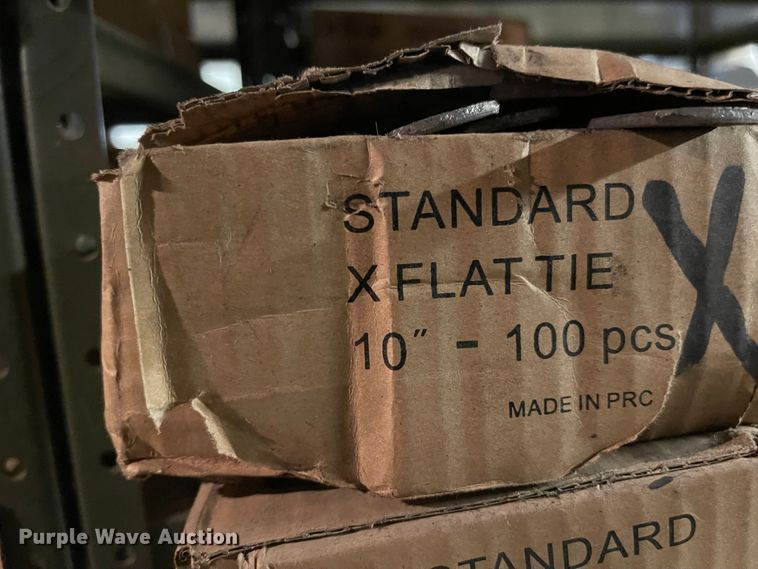 STANDARD X
X FLAT TIE
10" - 100 pcs
MADE IN PRC
STANDARD
Purple Wave Auction